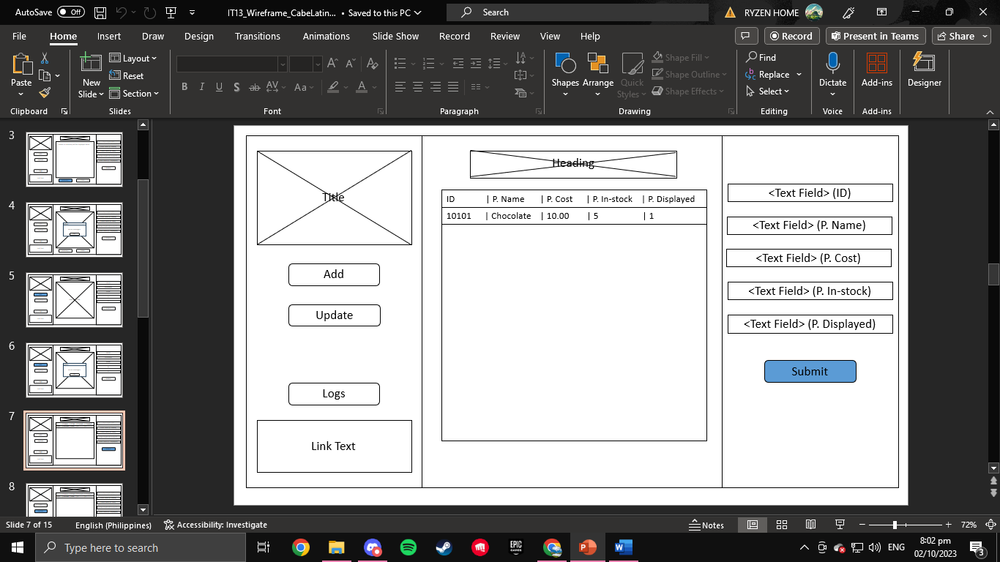 AutoSave Off IT13_Wireframe_CabeLatin... • Saved to this PC Search RYZEN HOME
File Home Insert Draw Design Transitions Animations Slide Show Record Review View Help Record Present in Teams Share
Paste
Clipboard
New
Slide
Layout
Reset
Section
Slides
B I U S ab AV Aa A
Font
Paragraph
Shapes
Arrange
Quick
Styles
Shape Fill
Shape Outline
Shape Effects
Drawing
Find
Replace
Select
Editing
Dictate
Voice
Add-ins
Add-ins
Designer
3
4
5
6
7
8
Title
Add
Update
Logs
Link Text
Heading
ID | P. Name | P. Cost | P. In-stock | P. Displayed
10101 | Chocolate | 10.00 | 5 | 1
<Text Field> (ID)
<Text Field> (P. Name)
<Text Field> (P. Cost)
<Text Field> (P. In-stock)
<Text Field> (P. Displayed)
Submit
Slide 7 of 15 English (Philippines) Accessibility: Investigate Notes 72%
Type here to search
EPIC
GAMES
ENG
8:02 pm
02/10/2023
3